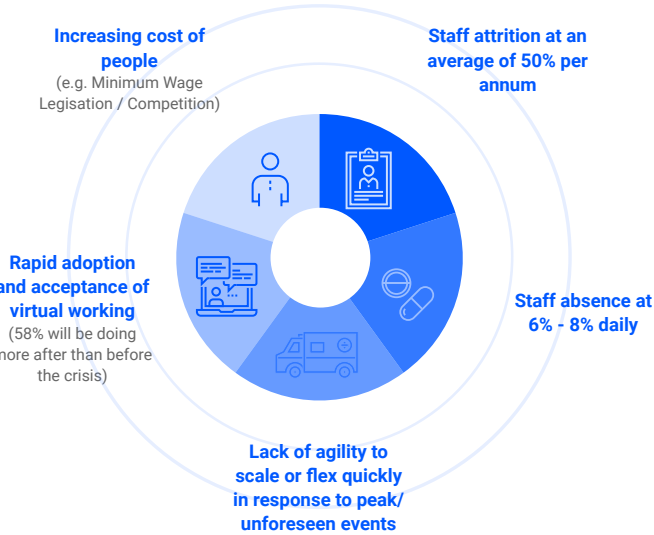 Increasing cost of
people
(e.g. Minimum Wage
Legisation / Competition)
Staff attrition at an
average of 50% per
annum
Rapid adoption
and acceptance of
virtual working
(58% will be doing
more after than before
the crisis)
Staff absence at
6% - 8% daily
Lack of agility to
scale or flex quickly
in response to peak/
unforeseen events